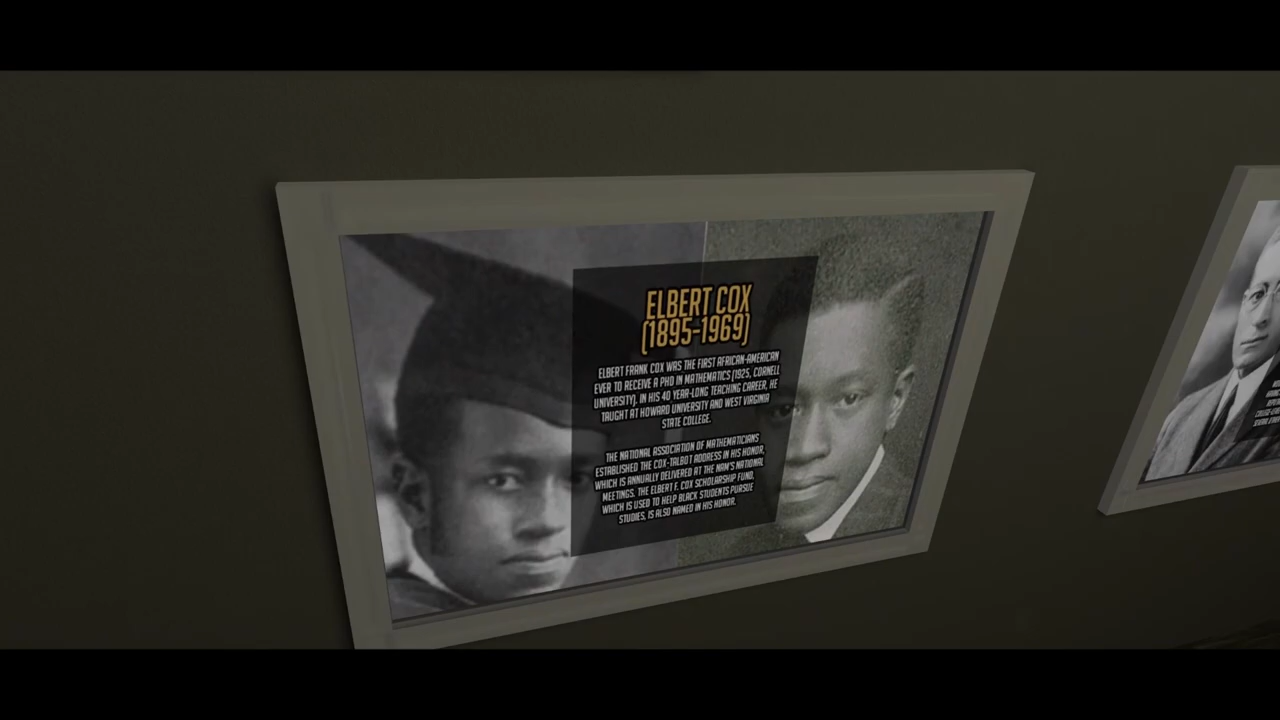 ELBERT COX
(1895-1969)
ELBERT FRANK COX WAS THE FIRST AFRICAN-AMERICAN
EVER TO RECEIVE A PHD IN MATHEMATICS (1925, CORNELL
UNIVERSITY). IN HIS 40 YEAR-LONG TEACHING CAREER, HE
TAUGHT AT HOWARD UNIVERSITY AND WEST VIRGINIA
STATE COLLEGE.
THE NATIONAL ASSOCIATION OF MATHEMATICIANS
ESTABLISHED THE COX-TALBOT ADDRESS IN HIS HONOR,
WHICH IS ANNUALLY DELIVERED AT THE NAM'S NATIONAL
MEETINGS. THE ELBERT F. COX SCHOLARSHIP FUND,
WHICH IS USED TO HELP BLACK STUDENTS PURSUE
STUDIES, IS ALSO NAMED IN HIS HONOR.